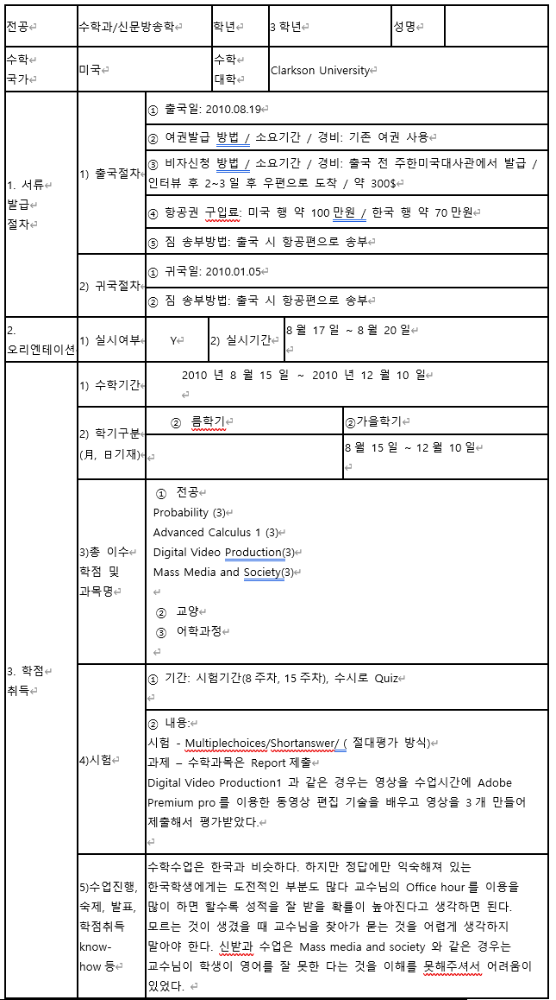 전공 수학과/신문방송학 학년 3 학년 성명
수학 국가 미국 수학 대학 Clarkson University
1. 서류 발급 절차
1) 출국절차
① 출국일: 2010.08.19
② 여권발급 방법 / 소요기간 / 경비: 기존 여권 사용
③ 비자신청 방법 / 소요기간 / 경비: 출국 전 주한미국대사관에서 발급 /
인터뷰 후 2~3 일 후 우편으로 도착 / 약 300$
④ 항공권 구입료: 미국 행 약 100 만원 / 한국 행 약 70 만원
⑤ 짐 송부방법: 출국 시 항공편으로 송부
2) 귀국절차
① 귀국일: 2010.01.05
② 짐 송부방법: 출국 시 항공편으로 송부
2.
오리엔테이션
1) 실시여부 Y 2) 실시기간 8 월 17 일 ~ 8 월 20 일
3. 학점
취득
1) 수학기간 2010 년 8 월 15 일 ~ 2010 년 12 월 10 일
2) 학기구분
(月, 日기재)
② 름학기 ②가을학기
8 월 15 일 ~ 12 월 10 일
3)총 이수
학점 및
과목명
① 전공
Probability (3)
Advanced Calculus 1 (3)
Digital Video Production(3)
Mass Media and Society(3)
② 교양
③ 어학과정
4)시험
① 기간: 시험기간(8 주차, 15 주차), 수시로 Quiz
② 내용:
시험 - Multiplechoices/Shortanswer/ ( 절대평가 방식)
과제 – 수학과목은 Report 제출
Digital Video Production1 과 같은 경우는 영상을 수업시간에 Adobe
Premium pro 를 이용한 동영상 편집 기술을 배우고 영상을 3 개 만들어
제출해서 평가받았다.
5)수업진행,
숙제, 발표,
학점취득
know-
how 등
수학수업은 한국과 비슷하다. 하지만 정답에만 익숙해져 있는
한국학생에게는 도전적인 부분도 많다 교수님의 Office hour 를 이용을
많이 하면 할수록 성적을 잘 받을 확률이 높아진다고 생각하면 된다.
모르는 것이 생겼을 때 교수님을 찾아가 묻는 것을 어렵게 생각하지
말아야 한다. 신받과 수업은 Mass media and society 와 같은 경우는
교수님이 학생이 영어를 잘 못한 다는 것을 이해를 못해주셔서 어려움이
있었다.